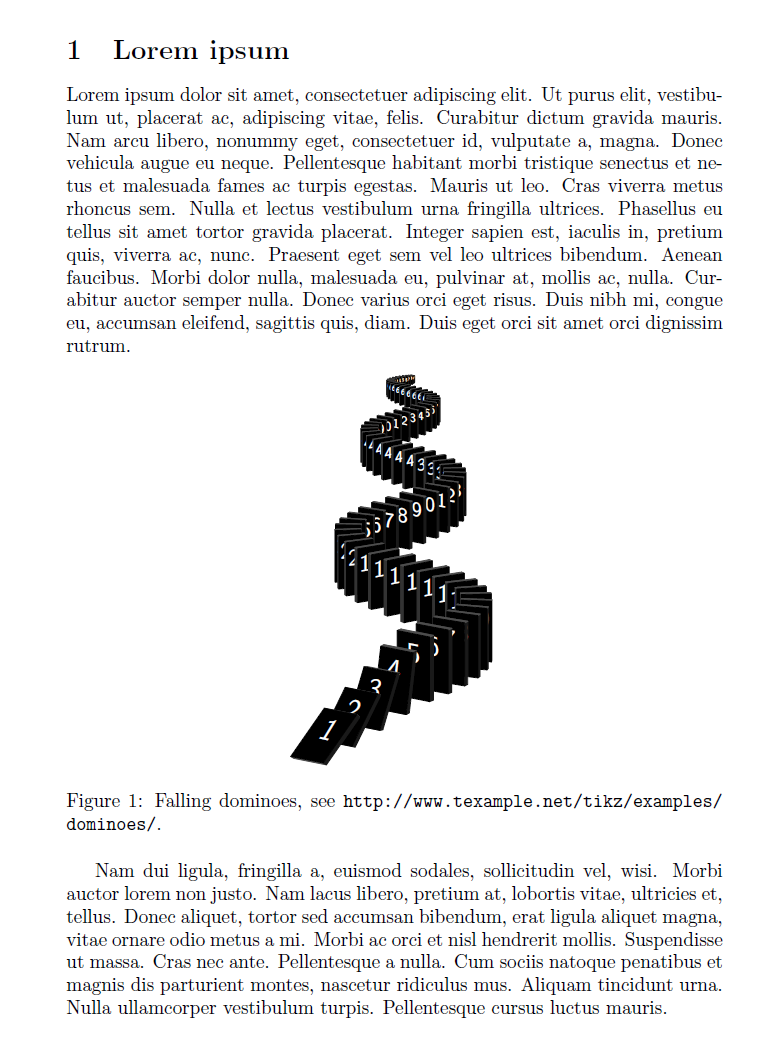 1 Lorem ipsum
Lorem ipsum dolor sit amet, consectetuer adipiscing elit. Ut purus elit, vestibu-
lum ut, placerat ac, adipiscing vitae, felis. Curabitur dictum gravida mauris.
Nam arcu libero, nonummy eget, consectetuer id, vulputate a, magna. Donec
vehicula augue eu neque. Pellentesque habitant morbi tristique senectus et ne-
tus et malesuada fames ac turpis egestas. Mauris ut leo. Cras viverra metus
rhoncus sem. Nulla et lectus vestibulum urna fringilla ultrices. Phasellus eu
tellus sit amet tortor gravida placerat. Integer sapien est, iaculis in, pretium
quis, viverra ac, nunc. Praesent eget sem vel leo ultrices bibendum. Aenean
faucibus. Morbi dolor nulla, malesuada eu, pulvinar at, mollis ac, nulla. Cur-
abitur auctor semper nulla. Donec varius orci eget risus. Duis nibh mi, congue
eu, accumsan eleifend, sagittis quis, diam. Duis eget orci sit amet orci dignissim
rutrum.
0 1 2 3 4 5
4 4 4 4 3 3
5 6 7 8 9 0 1 2 3
2 2 1 1 1 1 1 1 1
5 6 7
4
3
2
1
Figure 1: Falling dominoes, see http://www.texample.net/tikz/examples/
dominoes/.
Nam dui ligula, fringilla a, euismod sodales, sollicitudin vel, wisi. Morbi
auctor lorem non justo. Nam lacus libero, pretium at, lobortis vitae, ultricies et,
tellus. Donec aliquet, tortor sed accumsan bibendum, erat ligula aliquet magna,
vitae ornare odio metus a mi. Morbi ac orci et nisl hendrerit mollis. Suspendisse
ut massa. Cras nec ante. Pellentesque a nulla. Cum sociis natoque penatibus et
magnis dis parturient montes, nascetur ridiculus mus. Aliquam tincidunt urna.
Nulla ullamcorper vestibulum turpis. Pellentesque cursus luctus mauris.